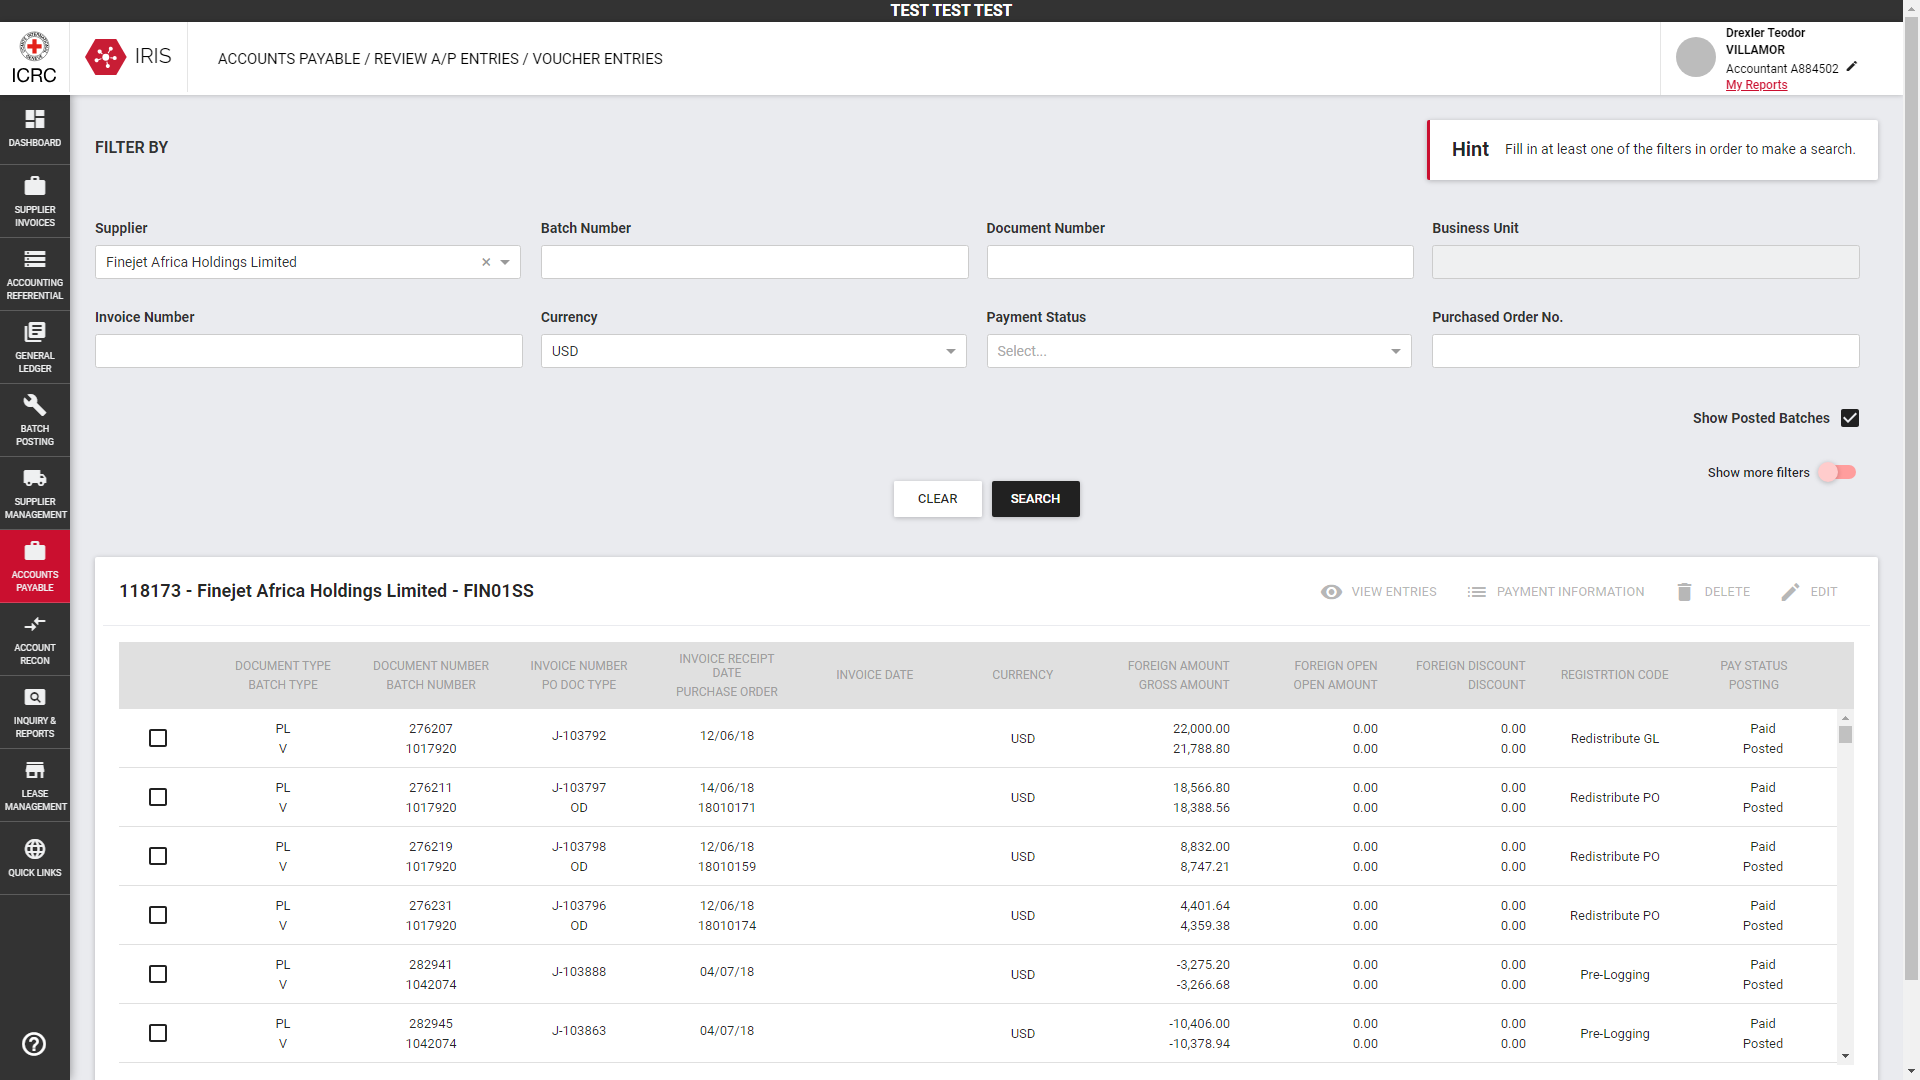 TEST TEST TEST
ICRC
IRIS
ACCOUNTS PAYABLE / REVIEW A/P ENTRIES / VOUCHER ENTRIES
Drexler Teodor
VILLAMOR
Accountant A884502
My Reports
DASHBOARD
SUPPLIER
INVOICES
ACCOUNTING
REFERENTIAL
GENERAL
LEDGER
BATCH
POSTING
SUPPLIER
MANAGEMENT
ACCOUNTS
PAYABLE
ACCOUNT
RECON
INQUIRY &
REPORTS
LEASE
MANAGEMENT
QUICK LINKS
FILTER BY
Hint Fill in at least one of the filters in order to make a search.
Supplier Batch Number Document Number Business Unit
Finejet Africa Holdings Limited
Invoice Number Currency Payment Status Purchased Order No.
USD Select...
Show Posted Batches
Show more filters
CLEAR SEARCH
118173 - Finejet Africa Holdings Limited - FIN01SS
VIEW ENTRIES PAYMENT INFORMATION DELETE EDIT
DOCUMENT TYPE DOCUMENT NUMBER INVOICE NUMBER INVOICE RECEIPT DATE INVOICE DATE CURRENCY FOREIGN AMOUNT FOREIGN OPEN FOREIGN DISCOUNT REGISTRTION CODE PAY STATUS
BATCH TYPE BATCH NUMBER PO DOC TYPE PURCHASE ORDER GROSS AMOUNT OPEN AMOUNT DISCOUNT POSTING
PL 276207 J-103792 12/06/18 USD 22,000.00 0.00 0.00 Redistribute GL Paid
V 1017920 21,788.80 0.00 0.00 Posted
PL 276211 J-103797 14/06/18 USD 18,566.80 0.00 0.00 Redistribute PO Paid
V 1017920 OD 18010171 18,388.56 0.00 0.00 Posted
PL 276219 J-103798 12/06/18 USD 8,832.00 0.00 0.00 Redistribute PO Paid
V 1017920 OD 18010159 8,747.21 0.00 0.00 Posted
PL 276231 J-103796 12/06/18 USD 4,401.64 0.00 0.00 Redistribute PO Paid
V 1017920 OD 18010174 4,359.38 0.00 0.00 Posted
PL 282941 J-103888 04/07/18 USD -3,275.20 0.00 0.00 Pre-Logging Paid
V 1042074 -3,266.68 0.00 0.00 Posted
PL 282945 J-103863 04/07/18 USD -10,406.00 0.00 0.00 Pre-Logging Paid
V 1042074 -10,378.94 0.00 0.00 Posted